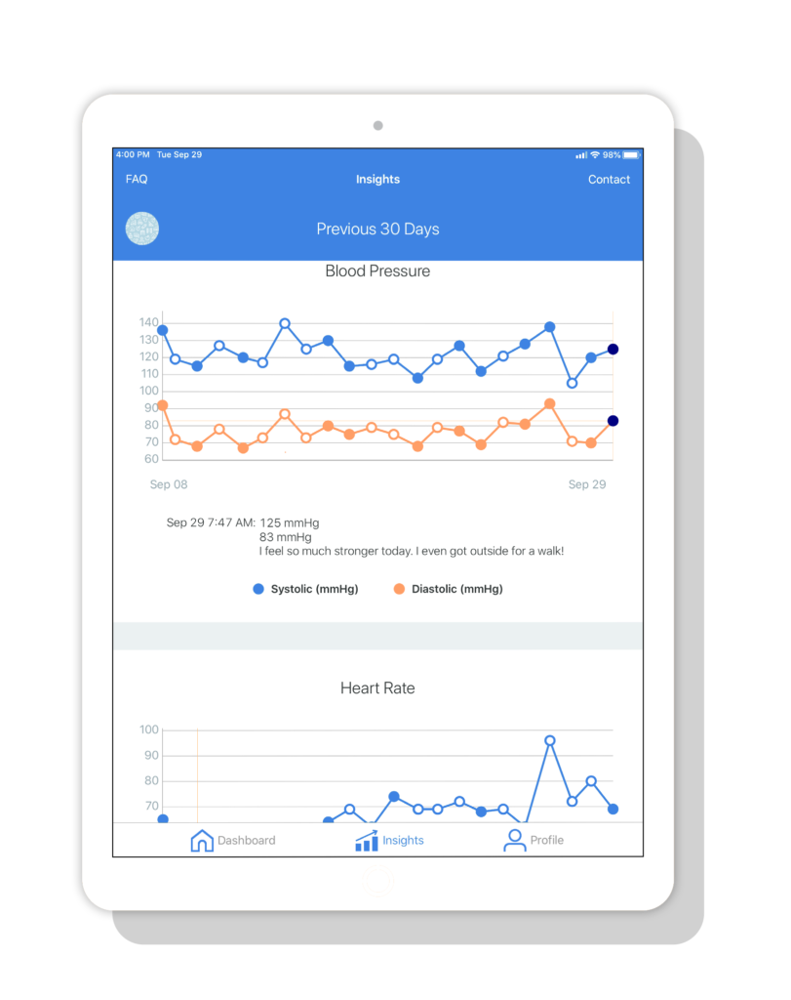 4:00 PM Tue Sep 29
98%
FAQ
Insights
Contact
Previous 30 Days
Blood Pressure
140
130
120
110
100
90
80
70
60
Sep 08
Sep 29
Sep 29 7:47 AM: 125 mmHg
83 mmHg
I feel so much stronger today. I even got outside for a walk!
Systolic (mmHg)
Diastolic (mmHg)
Heart Rate
100
90
80
70
Dashboard
Insights
Profile